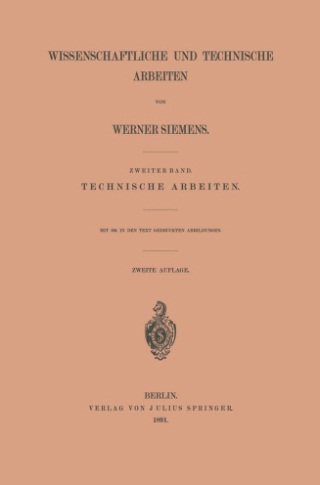 WISSENSCHAFTLICHE UND TECHNISCHE
ARBEITEN
VON
WERNER SIEMENS.
ZWEITER BAND.
TECHNISCHE ARBEITEN.
MIT IN DEN TEXT GEDRUCKTEN ABBILDUNGEN.
ZWEITE AUFLAGE.
S
BERLIN.
VERLAG VON JULIUS SPRINGER.
1891.